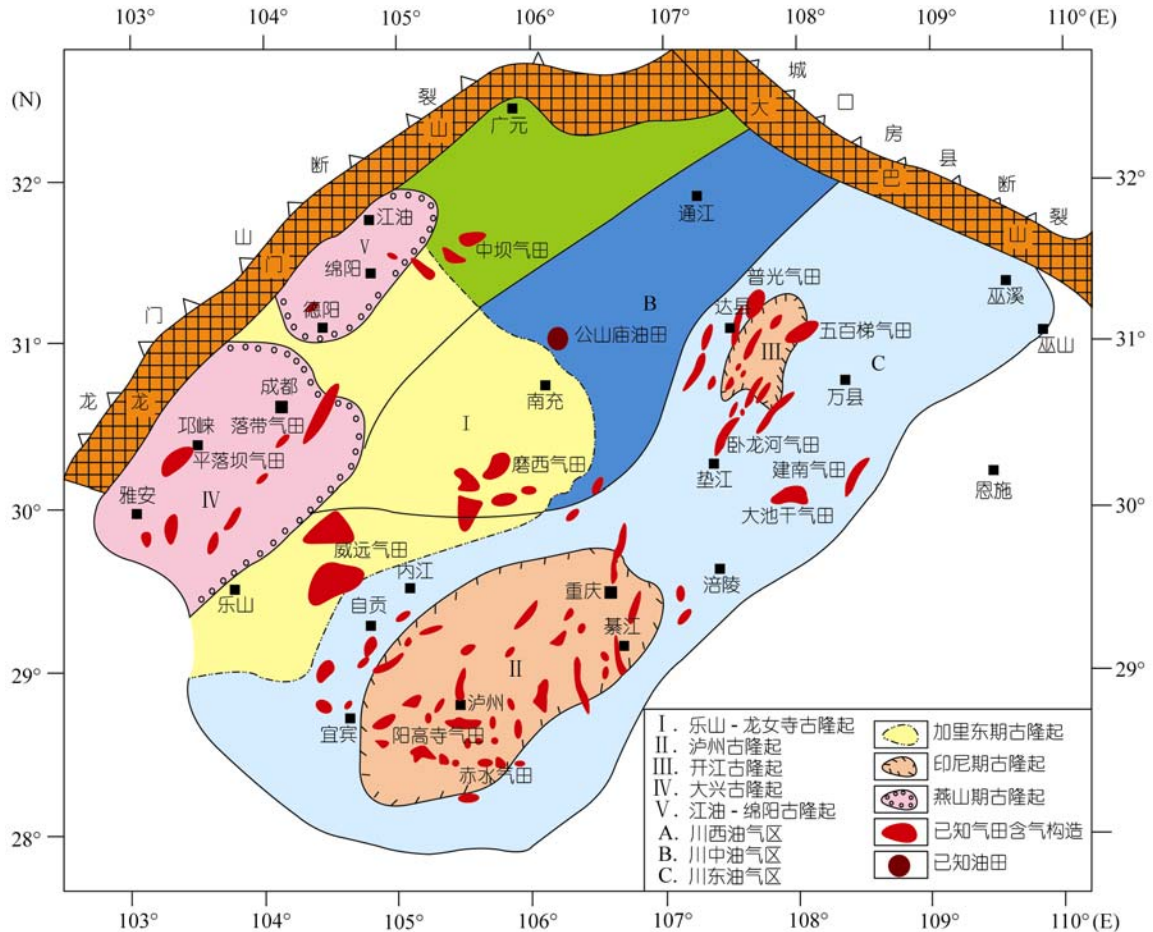 103° 104° 105° 106° 107° 108° 109° 110° (E)
(N)
32°
31°
30°
29°
28°
32°
31°
30°
29°
龙 门 山 断 裂
龙 门 山
城 口 房 县 断 裂
大 巴 山
广元
江油
V
绵阳
德阳
中坝气田
通江
B
普光气田
达县
五百梯气田
III
C
巫溪
巫山
公山庙油田
万县
成都
南充
I
邛崃
落带气田
平落坝气田
卧龙河气田
磨西气田
垫江
建南气田
恩施
雅安
IV
大池干气田
威远气田
内江
乐山
自贡
重庆
涪陵
綦江
II
泸州
宜宾
阳高寺气田
赤水气田
I. 乐山-龙女寺古隆起
II. 泸州古隆起
III. 开江古隆起
IV. 大兴古隆起
V. 江油-绵阳古隆起
A. 川西油气区
B. 川中油气区
C. 川东油气区
加里东期古隆起
印尼期古隆起
燕山期古隆起
已知气田含气构造
已知油田
103° 104° 105° 106° 107° 108° 109° 110° (E)